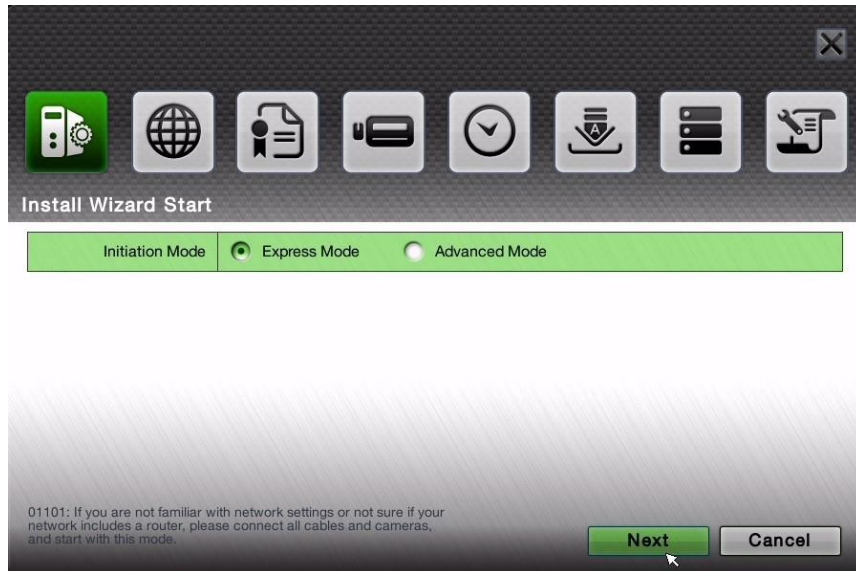 A
Install Wizard Start
Initiation Mode Express Mode Advanced Mode
01101: If you are not familiar with network settings or not sure if your
network includes a router, please connect all cables and cameras,
and start with this mode.
Next Cancel